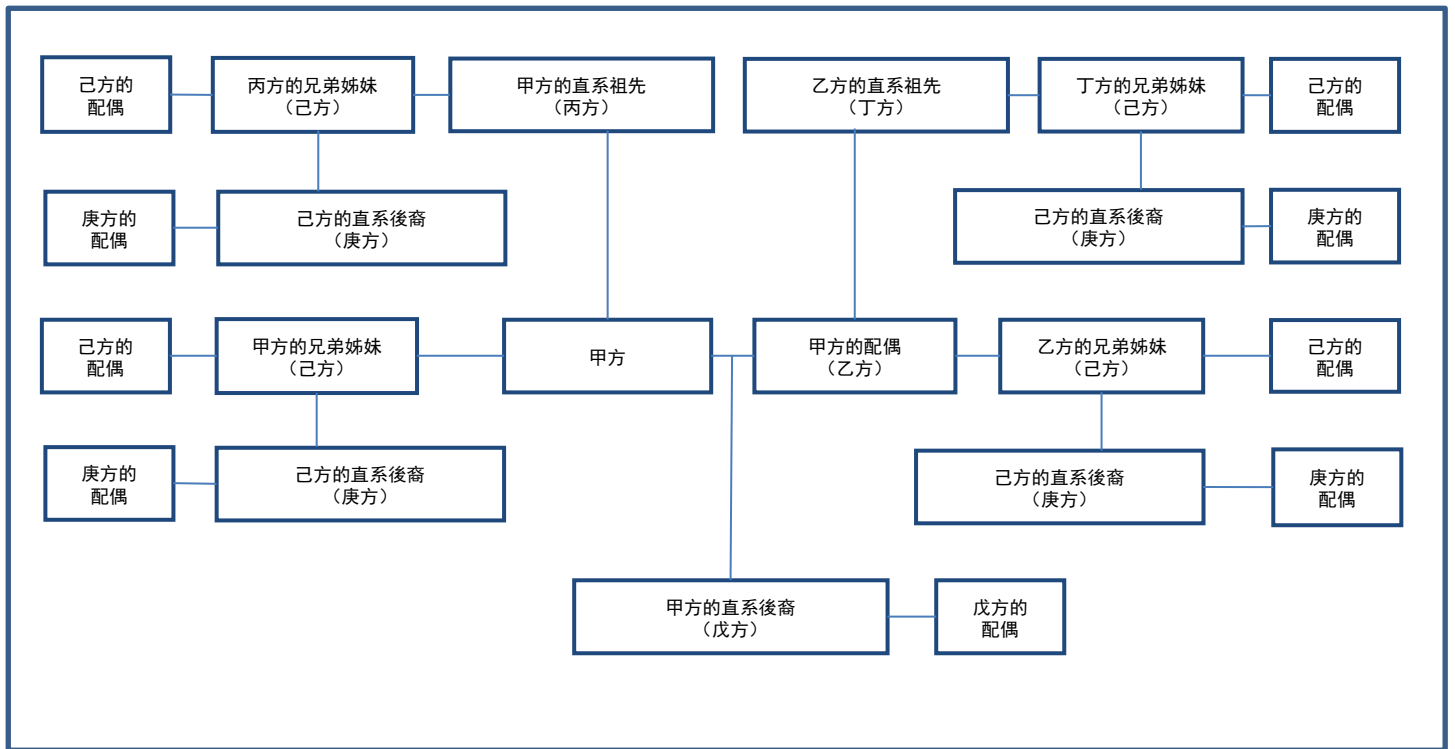 己方的
配偶
丙方的兄弟姊妹
（己方）
甲方的直系祖先
（丙方）
乙方的直系祖先
（丁方）
丁方的兄弟姊妹
（己方）
己方的
配偶
庚方的
配偶
己方的直系後裔
（庚方）
己方的直系後裔
（庚方）
庚方的
配偶
己方的
配偶
甲方的兄弟姊妹
（己方）
甲方
甲方的配偶
（乙方）
乙方的兄弟姊妹
（己方）
己方的
配偶
庚方的
配偶
己方的直系後裔
（庚方）
己方的直系後裔
（庚方）
庚方的
配偶
甲方的直系後裔
（戊方）
戊方的
配偶